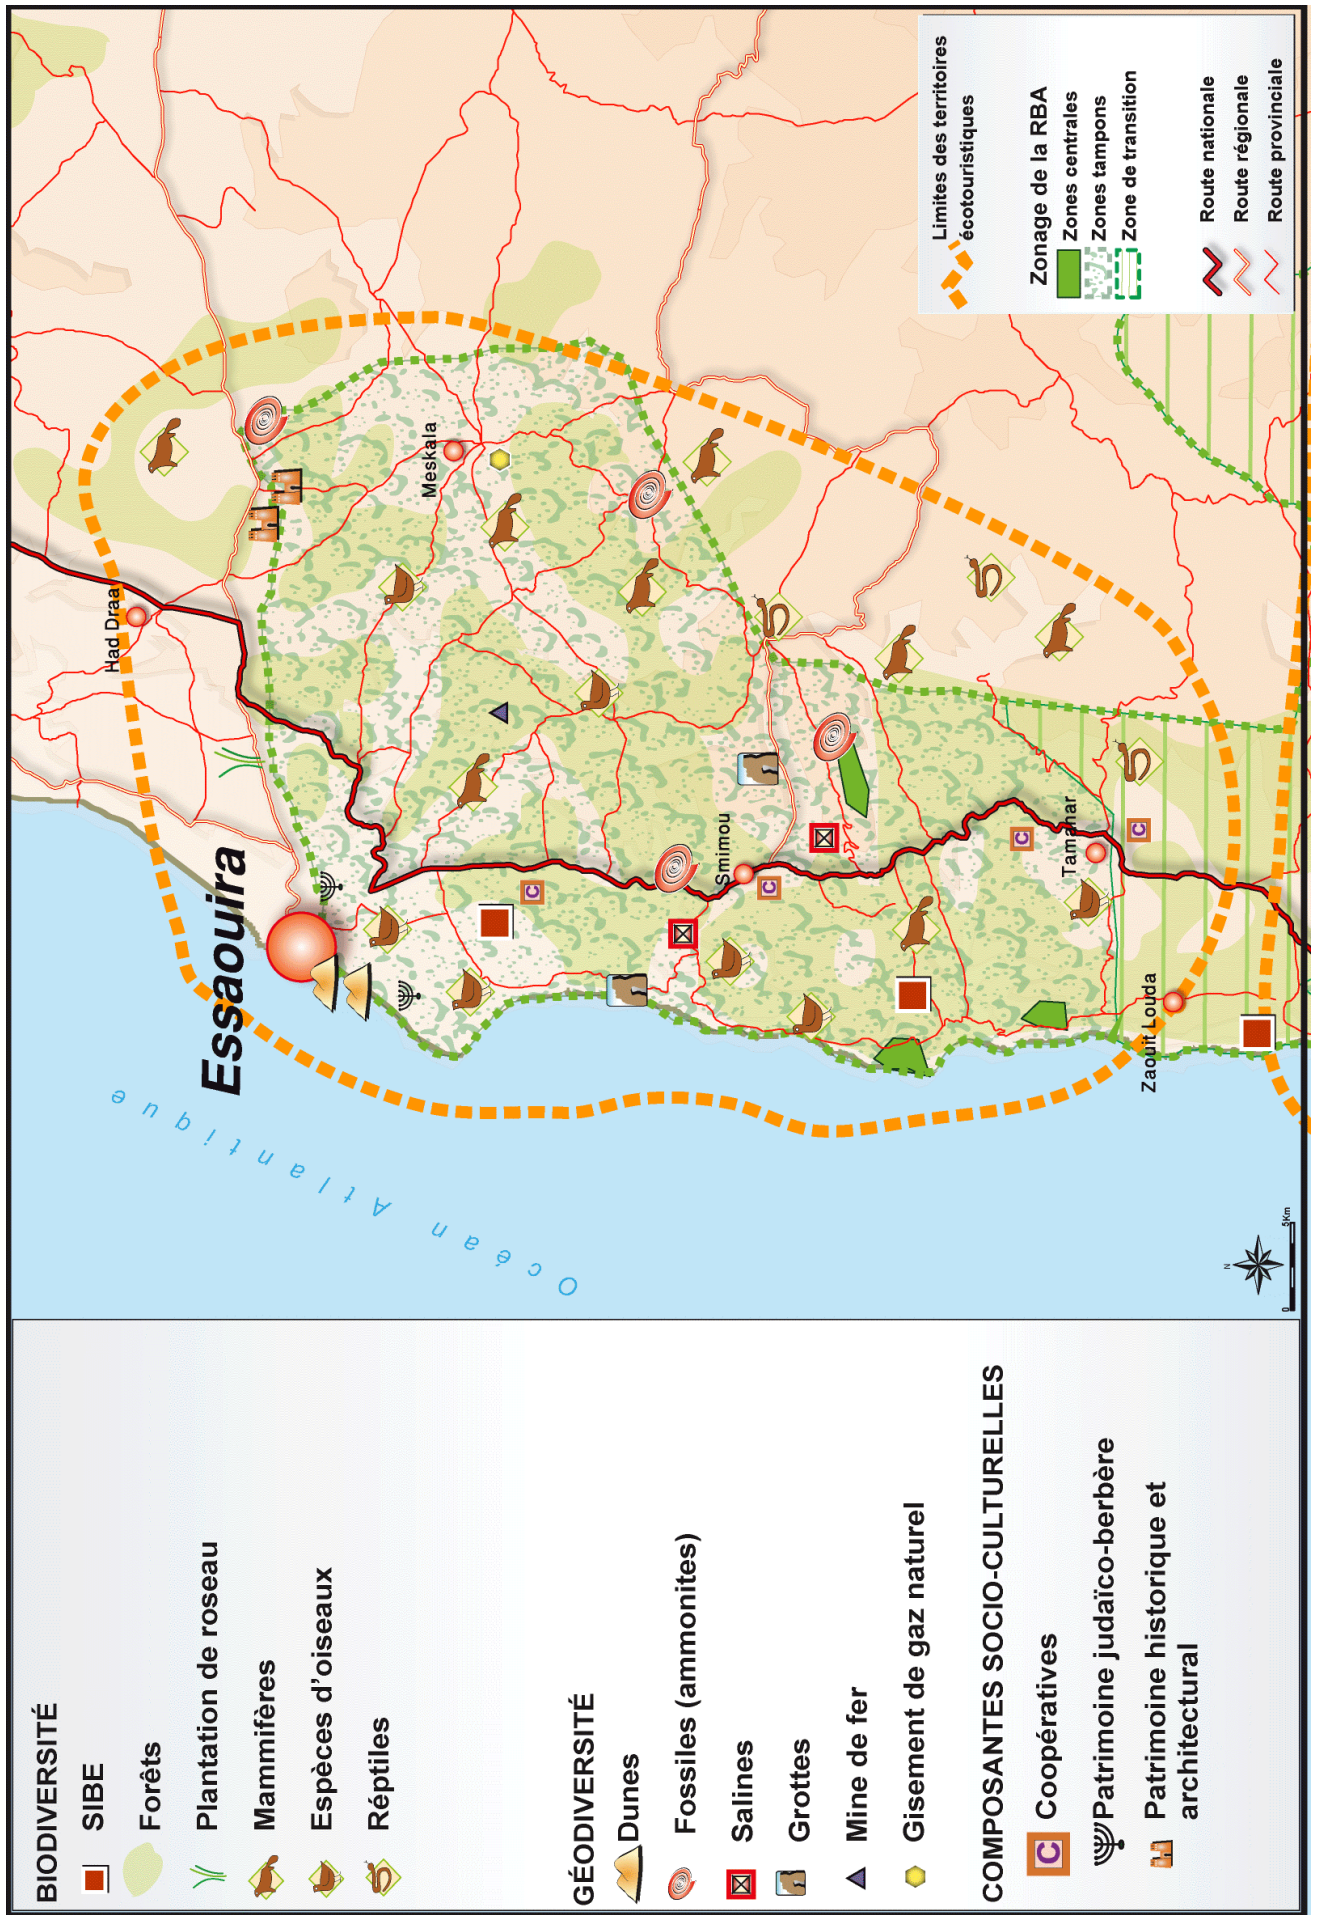 BIODIVERSITÉ
SIBE
Forêts
Plantation de roseau
Mammifères
Espèces d'oiseaux
Réptiles
GÉODIVERSITÉ
Dunes
Fossiles (ammonites)
Salines
Grottes
Mine de fer
Gisement de gaz naturel
COMPOSANTES SOCIO-CULTURELLES
C Coopératives
Patrimoine judaïco-berbère
Patrimoine historique et
architectural
Océan Atlantique
Essaouira
Had Draa
Meskala
Smimou
Tamanar
Zaouit Louda
C
C
C
C
N
0 5Km
Limites des territoires
écotouristiques
Zonage de la RBA
Zones centrales
Zones tampons
Zone de transition
Route nationale
Route régionale
Route provinciale